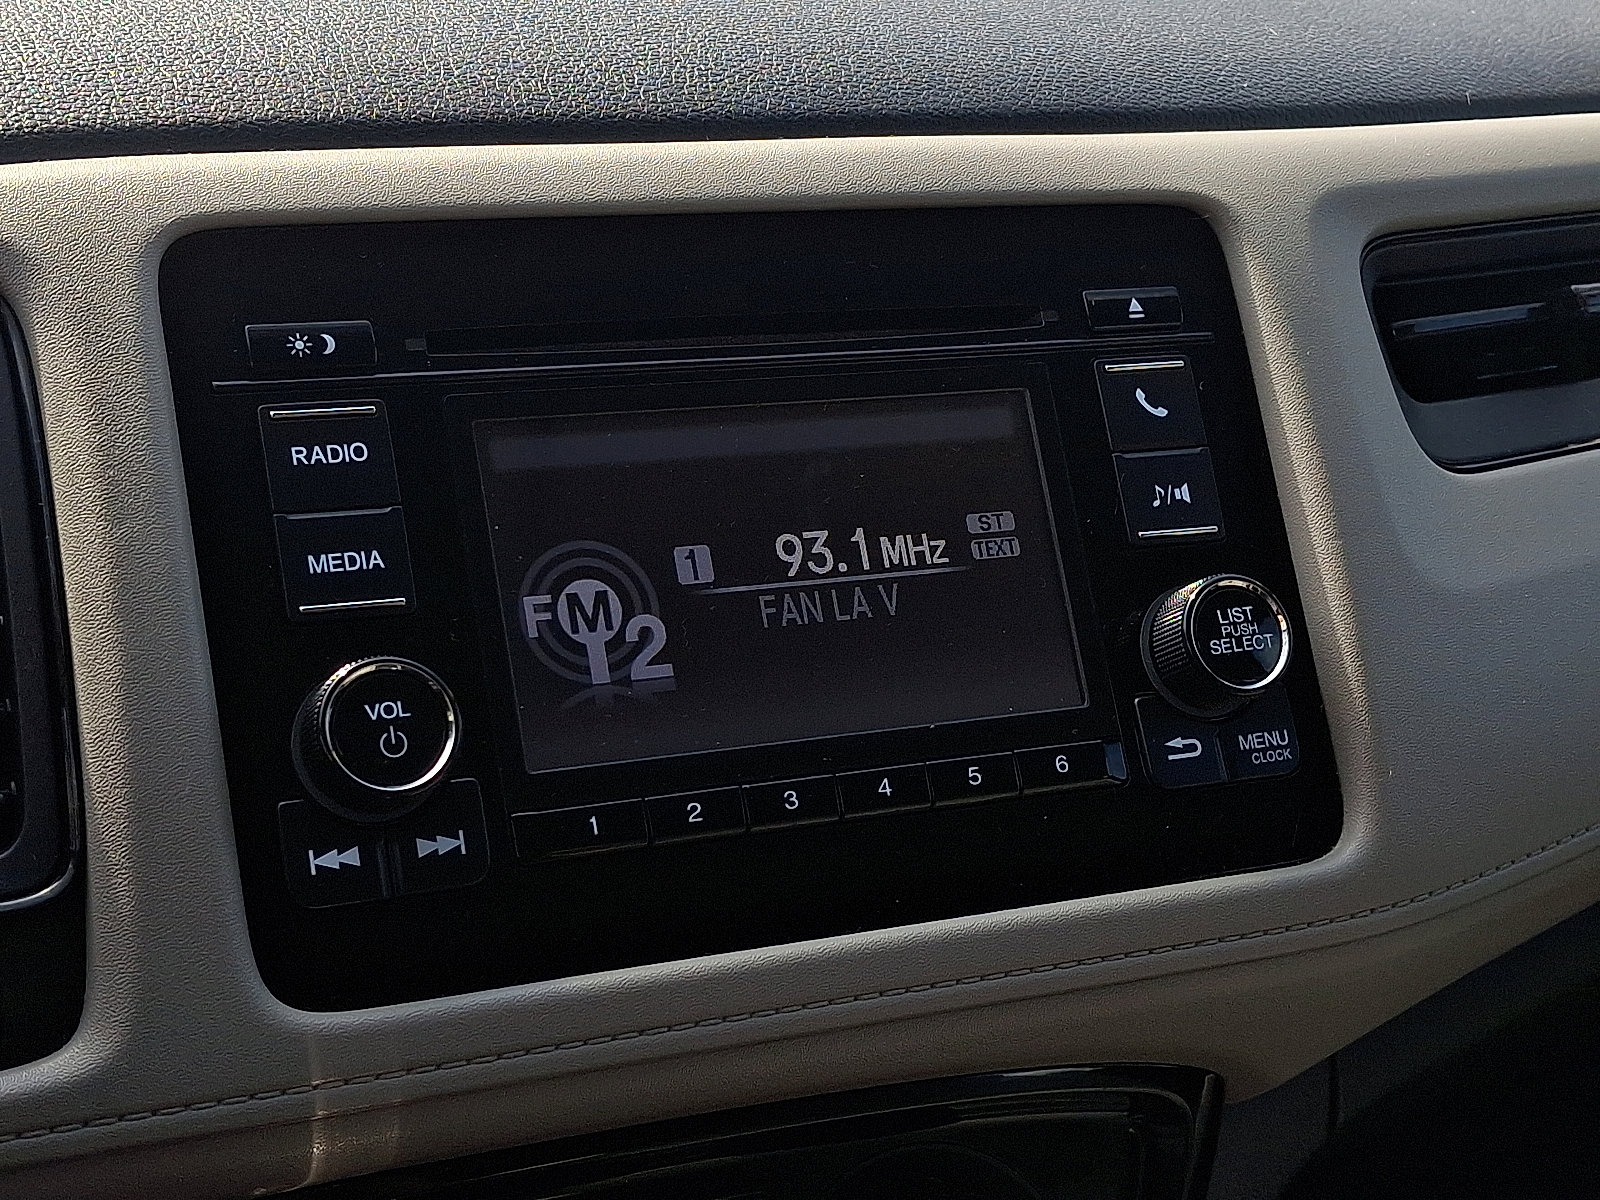 RADIO
MEDIA
VOL
FM2
1
93.1 MHz
ST
TEXT
FAN LA V
LIST
PUSH
SELECT
MENU
CLOCK
1 2 3 4 5 6